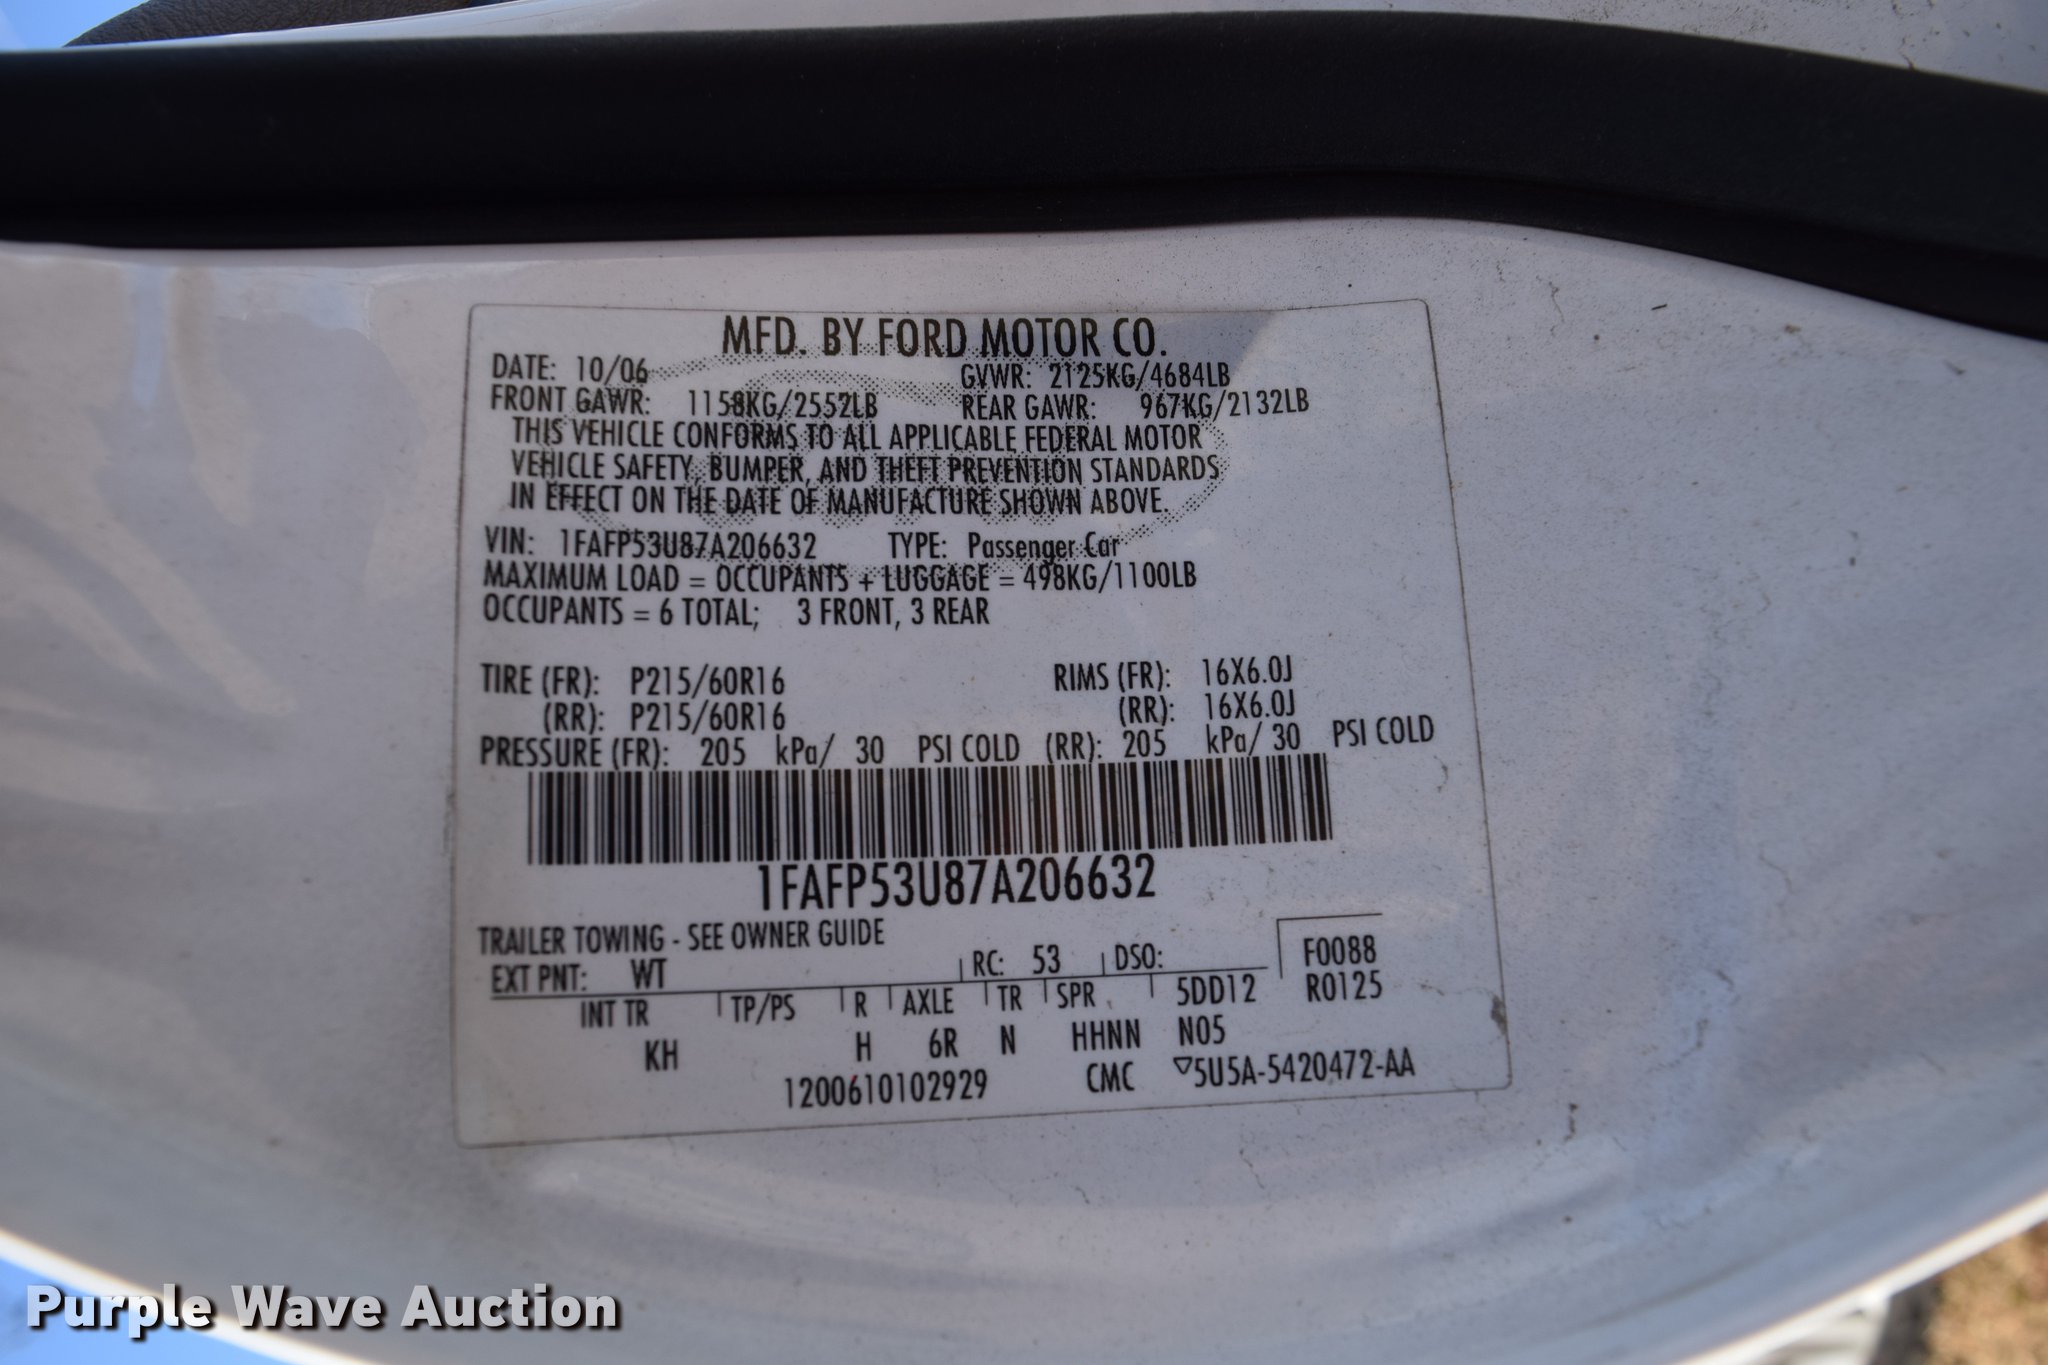 MFD. BY FORD MOTOR CO.
DATE: 10/06 GVWR: 2125KG/4684LB
FRONT GAWR: 1158KG/2552LB REAR GAWR: 967KG/2132LB
THIS VEHICLE CONFORMS TO ALL APPLICABLE FEDERAL MOTOR
VEHICLE SAFETY, BUMPER, AND THEFT PREVENTION STANDARDS
IN EFFECT ON THE DATE OF MANUFACTURE SHOWN ABOVE.
VIN: 1FAFP53U87A206632 TYPE: Passenger Car
MAXIMUM LOAD = OCCUPANTS + LUGGAGE = 498KG/1100LB
OCCUPANTS = 6 TOTAL; 3 FRONT, 3 REAR
TIRE (FR): P215/60R16 RIMS (FR): 16X6.0J
(RR): P215/60R16 (RR): 16X6.0J
PRESSURE (FR): 205 kPa/ 30 PSI COLD (RR): 205 kPa/ 30 PSI COLD
1FAFP53U87A206632
TRAILER TOWING - SEE OWNER GUIDE
EXT PNT: WT RC: 53 DSO: F0088
INT TR TP/PS R AXLE TR SPR 5DD12 R0125
KH H 6R N HHNN N05
1200610102929 CMC ▽5U5A-5420472-AA
Purple Wave Auction